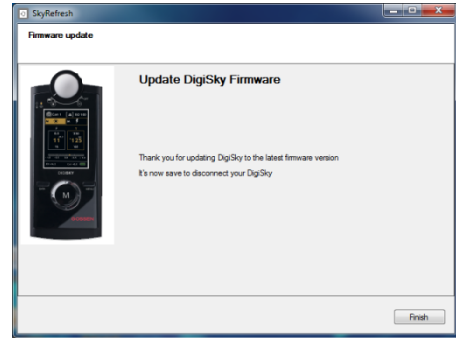 SkyRefresh
Firmware update
Update DigiSky Firmware
Thank you for updating DigiSky to the latest firmware version
It's now save to disconnect your DigiSky
DIGISKY
M
Finish